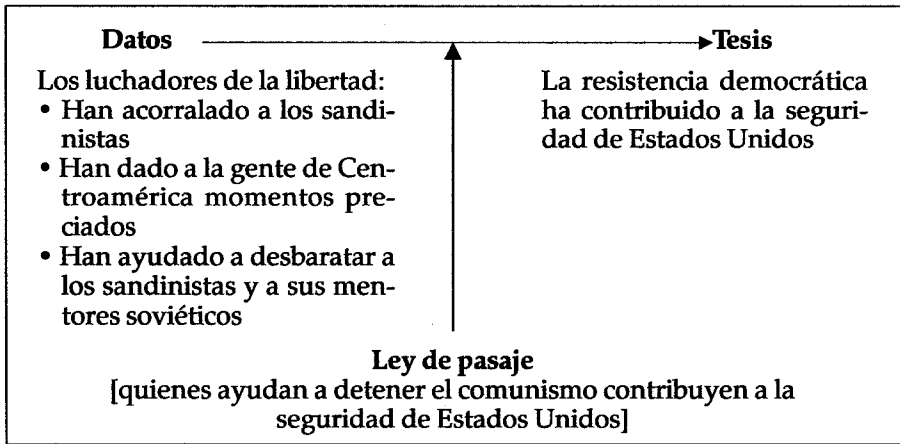 Datos Tesis
Los luchadores de la libertad:
• Han acorralado a los sandi-
nistas
• Han dado a la gente de Cen-
troamérica momentos pre-
ciados
• Han ayudado a desbaratar a
los sandinistas y a sus men-
tores soviéticos
La resistencia democrática
ha contribuido a la seguri-
dad de Estados Unidos
Ley de pasaje
[quienes ayudan a detener el comunismo contribuyen a la
seguridad de Estados Unidos]